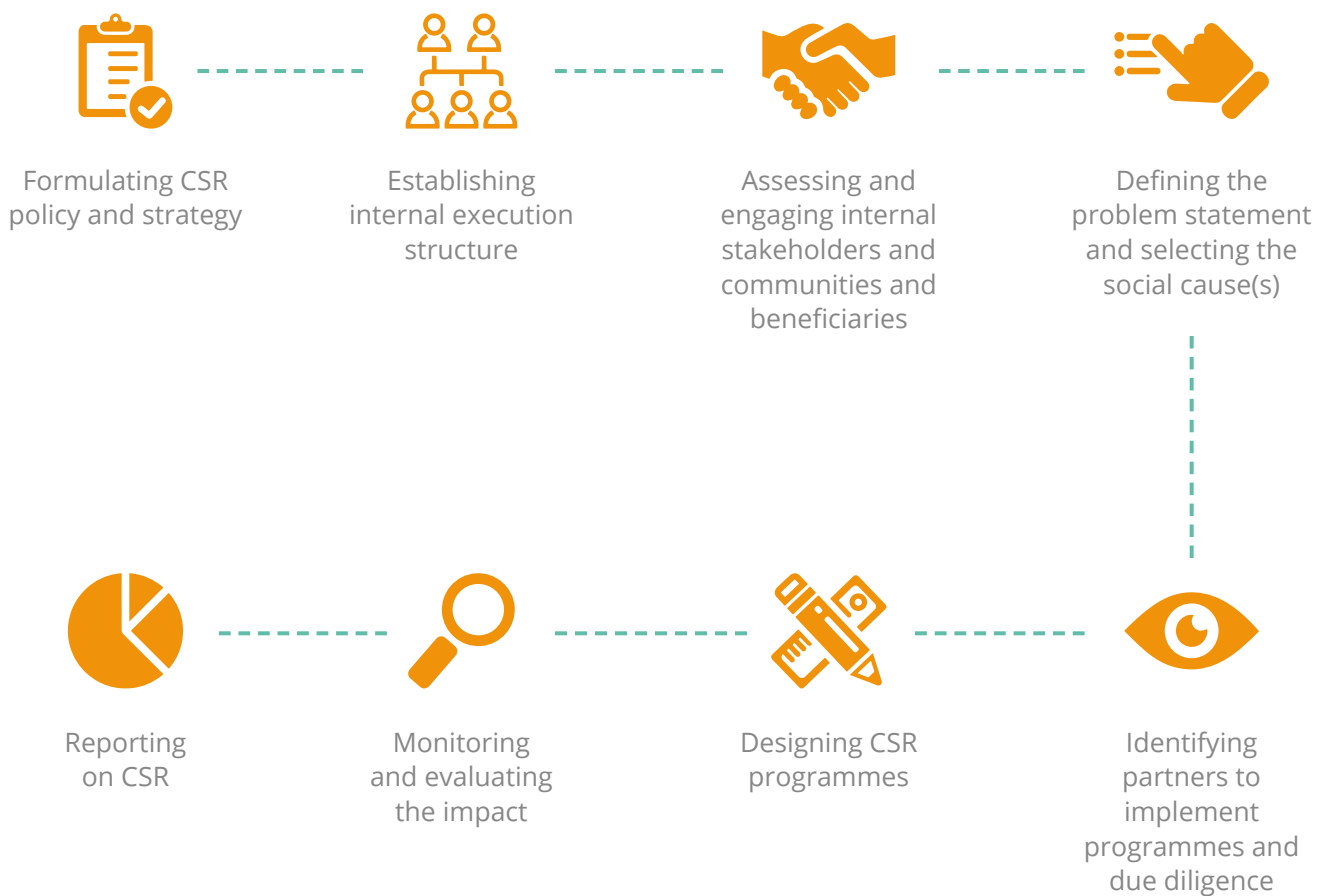 Formulating CSR
policy and strategy
Establishing
internal execution
structure
Assessing and
engaging internal
stakeholders and
communities and
beneficiaries
Defining the
problem statement
and selecting the
social cause(s)
Identifying
partners to
implement
programmes and
due diligence
Designing CSR
programmes
Monitoring
and evaluating
the impact
Reporting
on CSR